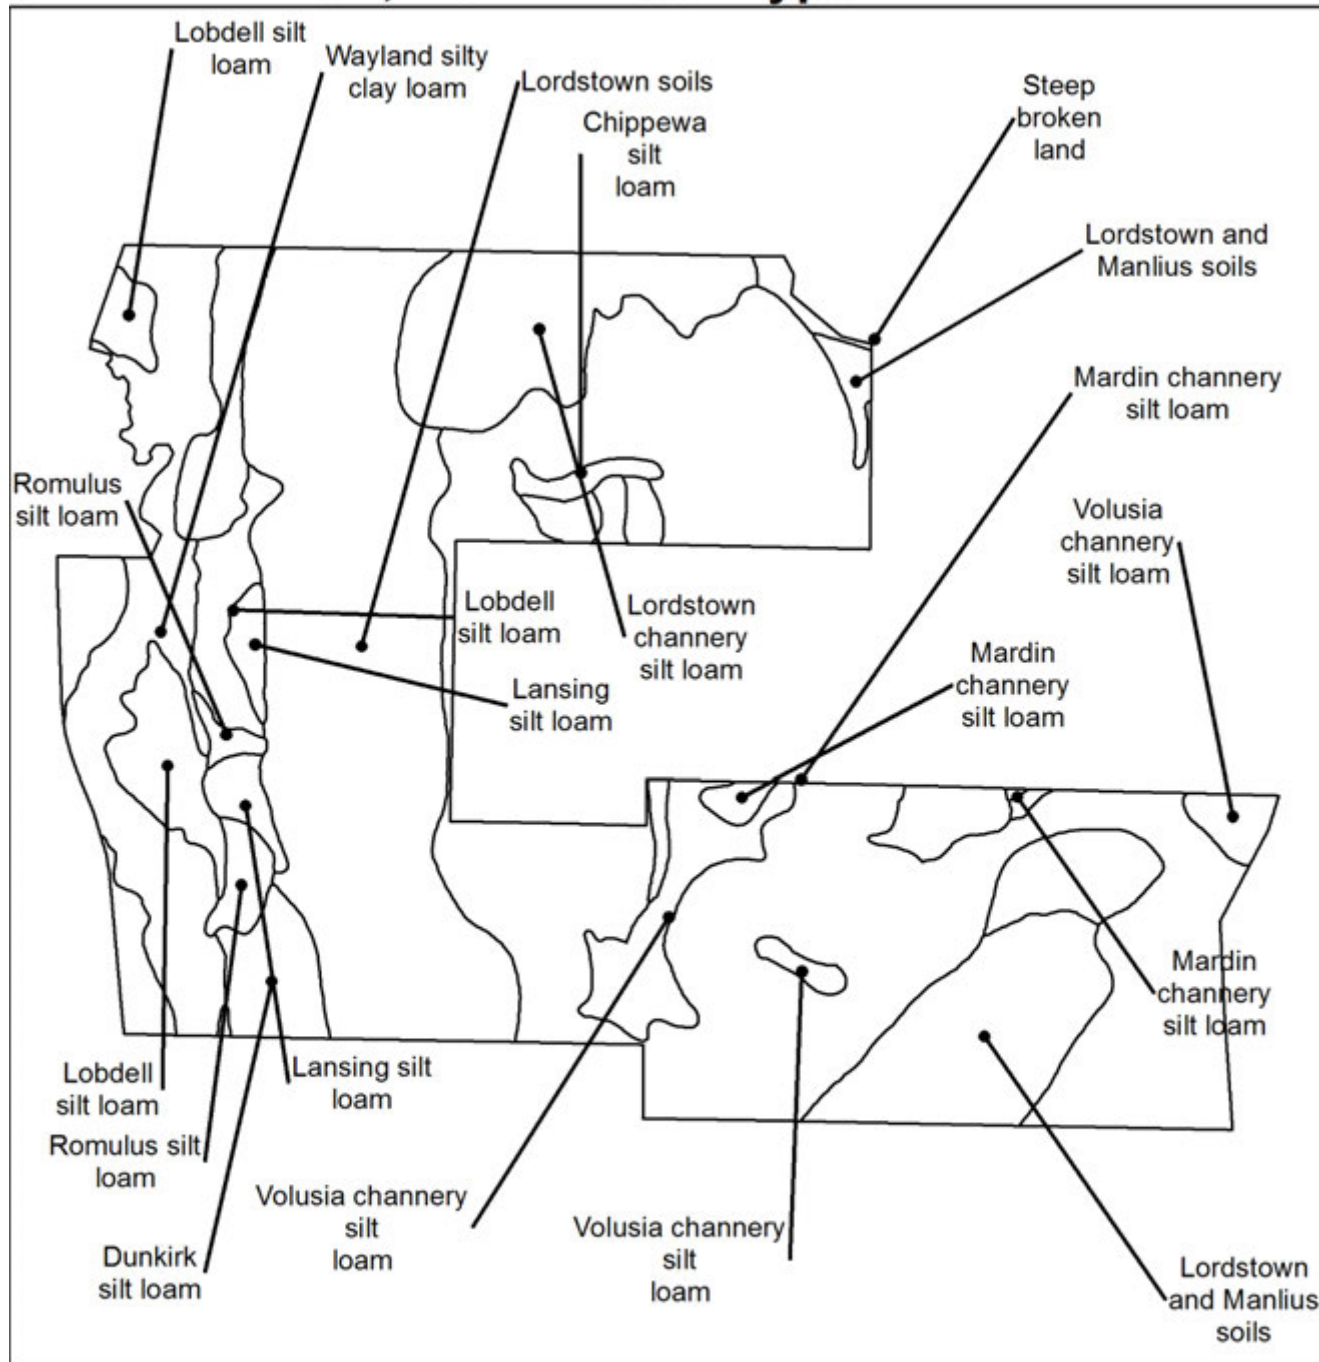 Lobdell silt
loam
Wayland silty
clay loam
Lordstown soils
Chippewa
silt
loam
Steep
broken
land
Lordstown and
Manlius soils
Mardin channery
silt loam
Romulus
silt loam
Volusia
channery
silt loam
Lobdell
silt loam
Lordstown
channery
silt loam
Lansing
silt loam
Mardin
channery
silt loam
Mardin
channery
silt loam
Lobdell
silt loam
Lansing silt
loam
Romulus silt
loam
Dunkirk
silt loam
Volusia channery
silt
loam
Volusia channery
silt
loam
Lordstown
and Manlius
soils